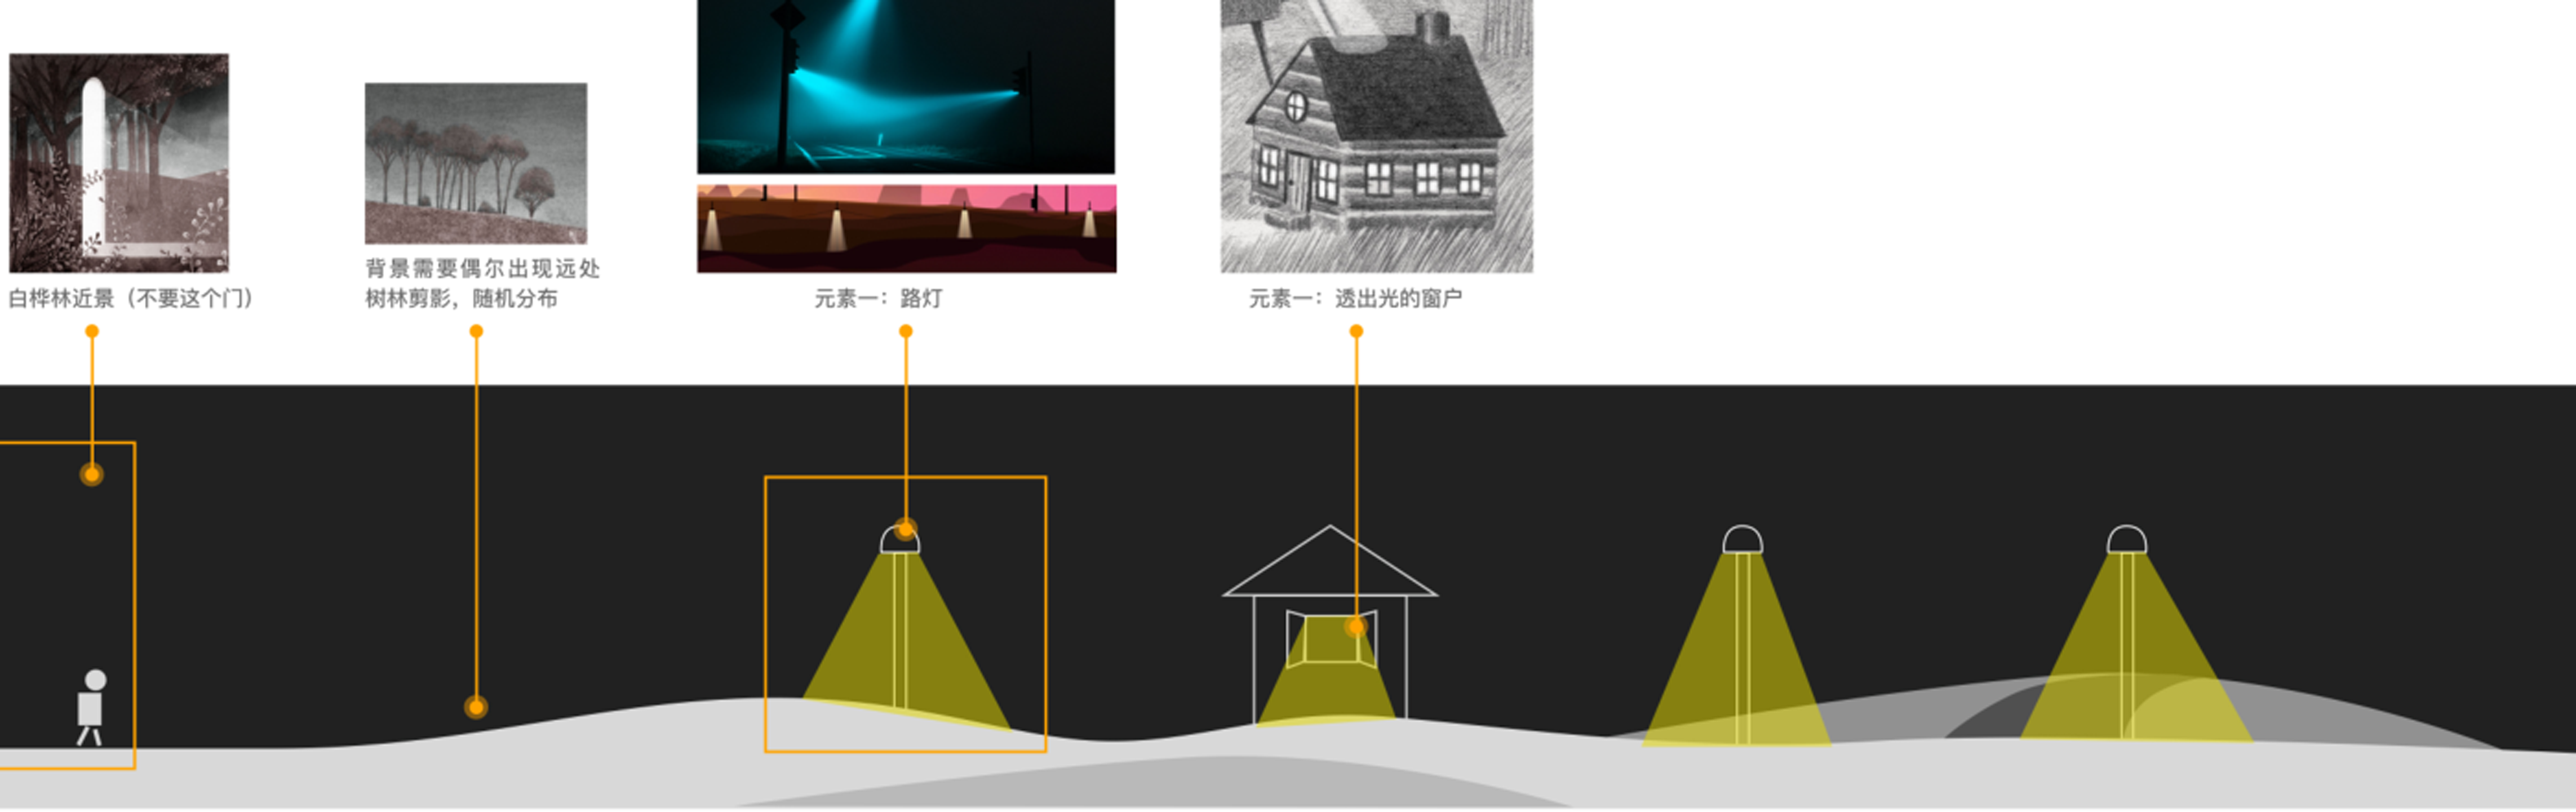 白桦林近景（不要这个门）
背景需要偶尔出现远处
树林剪影，随机分布
元素一：路灯
元素一：透出光的窗户